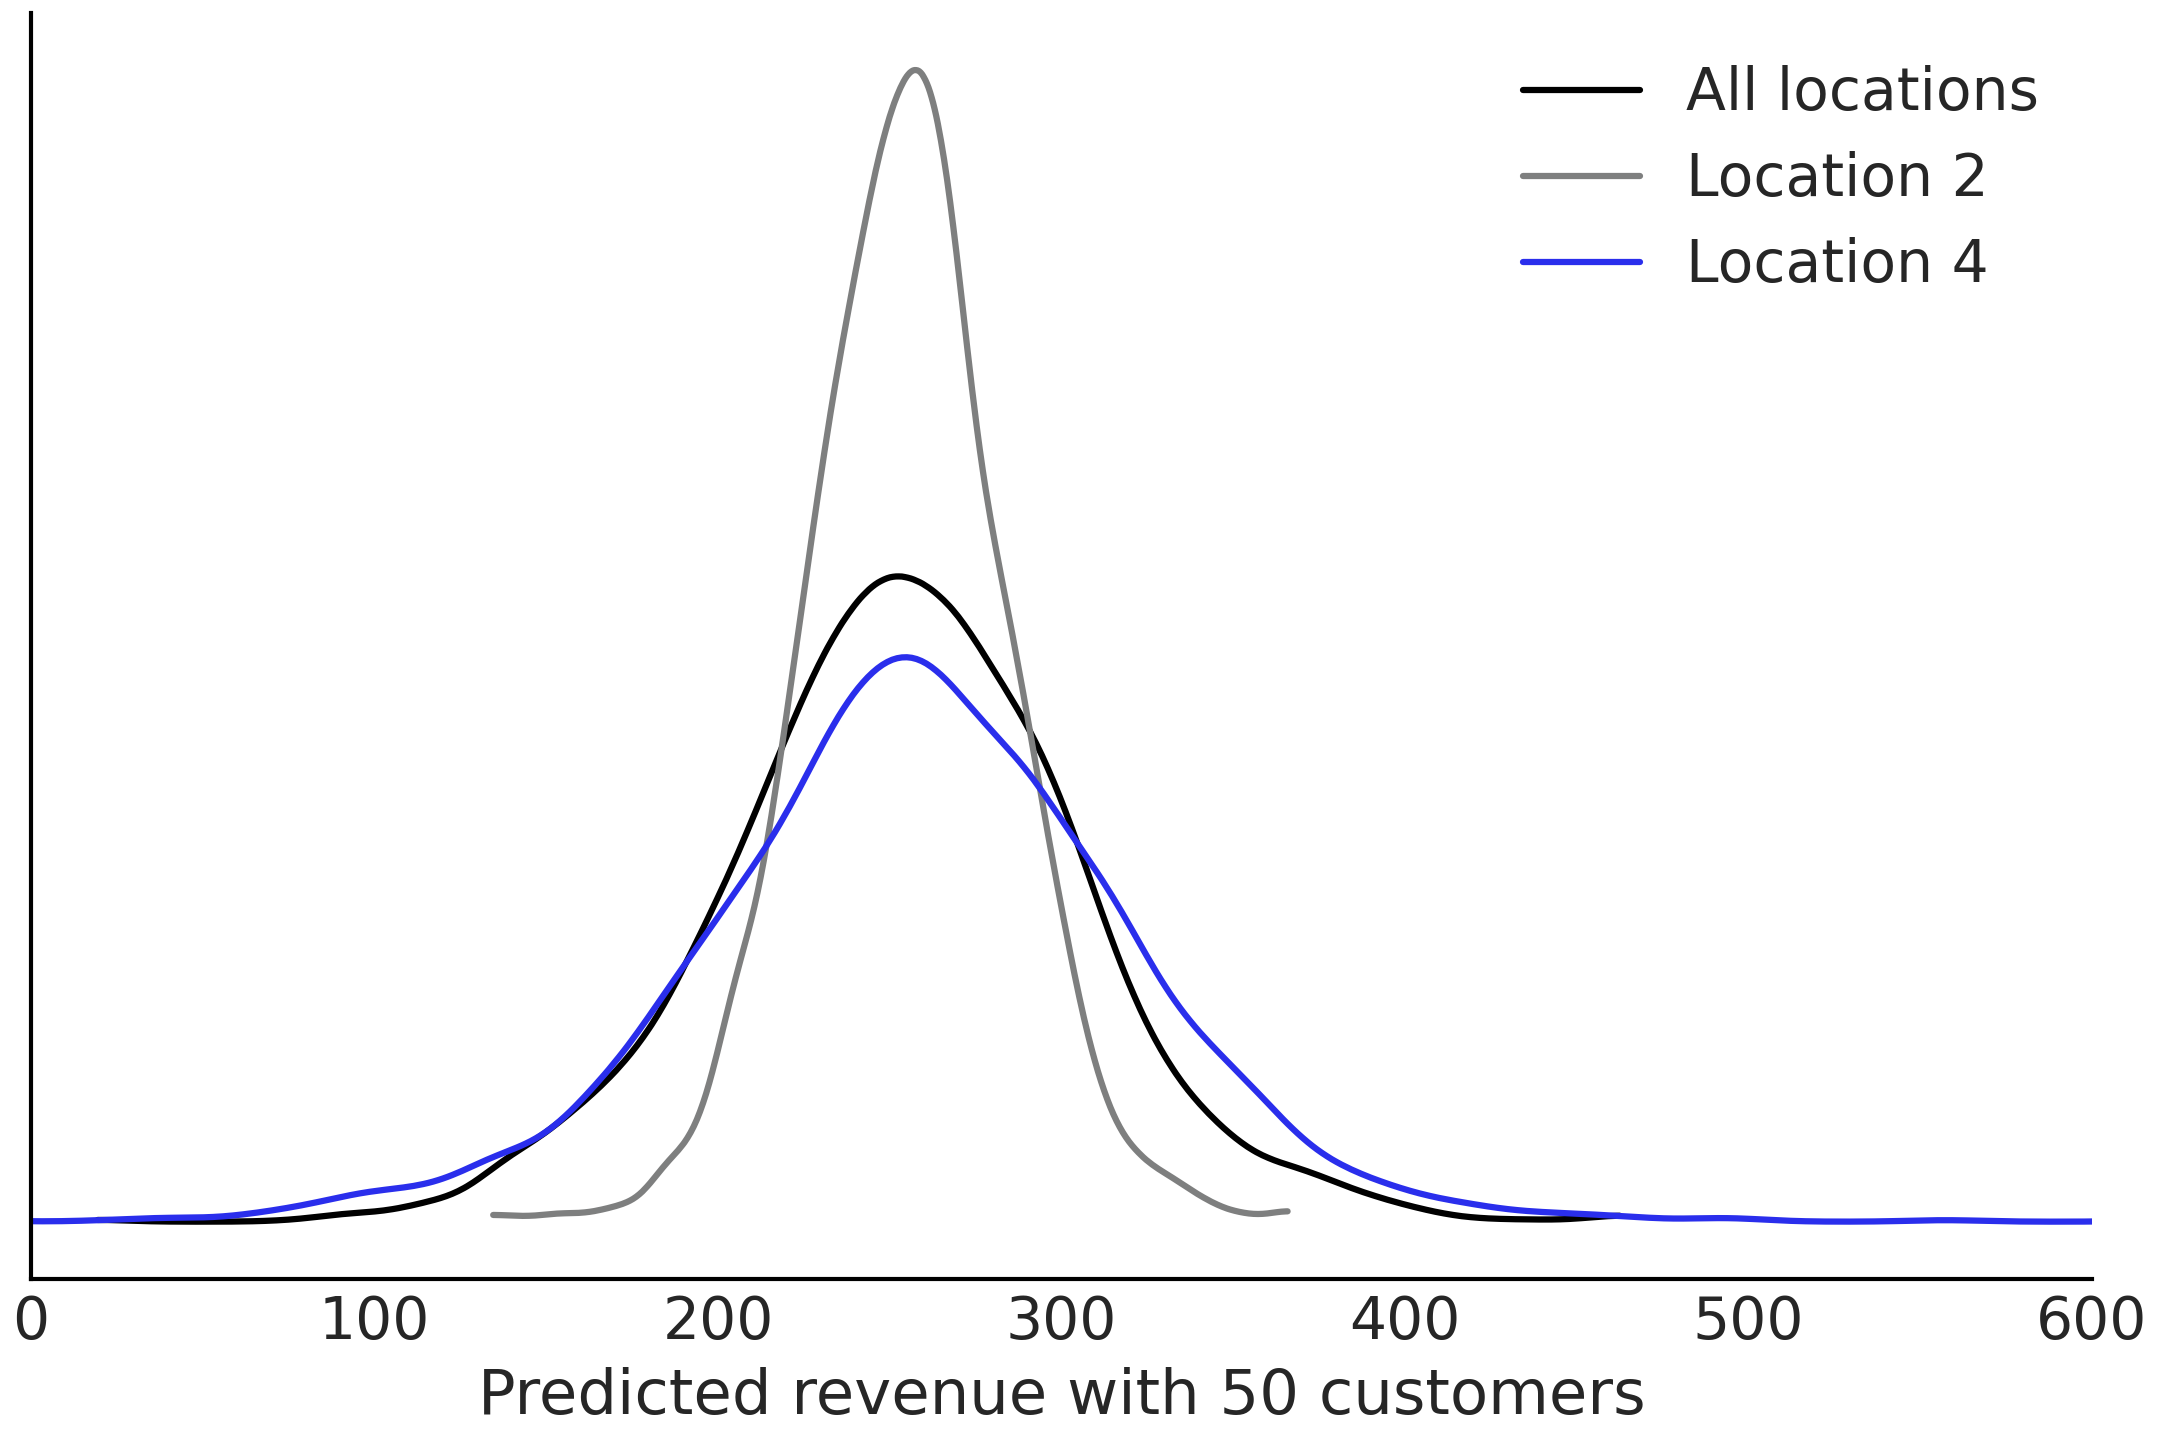 All locations
Location 2
Location 4
0 100 200 300 400 500 600
Predicted revenue with 50 customers